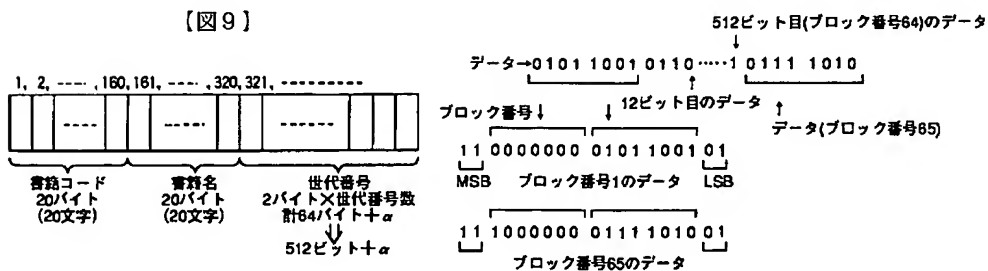 【図9】
1, 2, ‐‐‐‐ , 160, 161, ‐‐‐‐ , 320, 321, ‐‐‐‐‐‐‐‐‐‐
書籍コード
20バイト
(20文字)
書籍名
20バイト
(20文字)
世代番号
2バイト×世代番号数
計64バイト+α
⇓
512ビット+α
512ビット目(ブロック番号64)のデータ
データ→0101 1001 0110 ‥‥‥1 0111 1010
12ビット目のデータ
データ(ブロック番号65)
ブロック番号↓
11 0000000 01011001 01
MSB ブロック番号1のデータ LSB
11 1000000 01111010 01
ブロック番号65のデータ